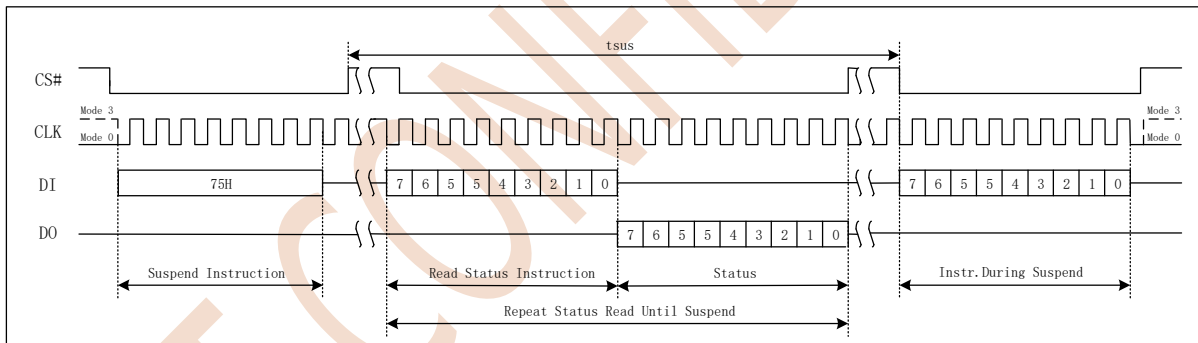 tsus
CS#
Mode 3
Mode 3
CLK
Mode 0
Mode 0
DI 75H 7 6 5 5 4 3 2 1 0 7 6 5 5 4 3 2 1 0
DO 7 6 5 5 4 3 2 1 0
Suspend Instruction Read Status Instruction Status Instr.During Suspend
Repeat Status Read Until Suspend